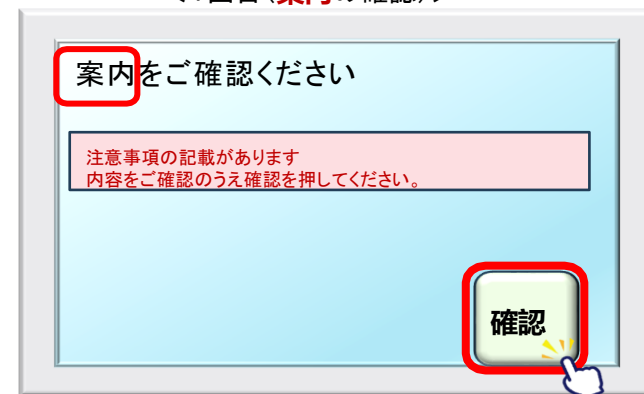 案内
案内をご確認ください
注意事項の記載があります
内容をご確認のうえ確認を押してください。
確認